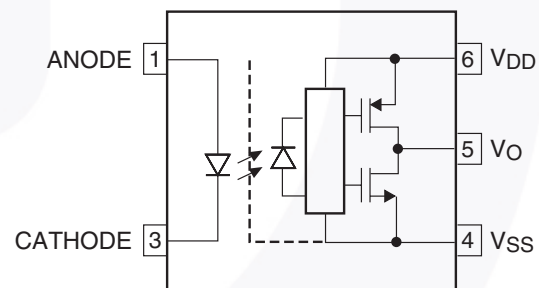 ANODE 1
6 VDD
5 VO
CATHODE 3
4 VSS